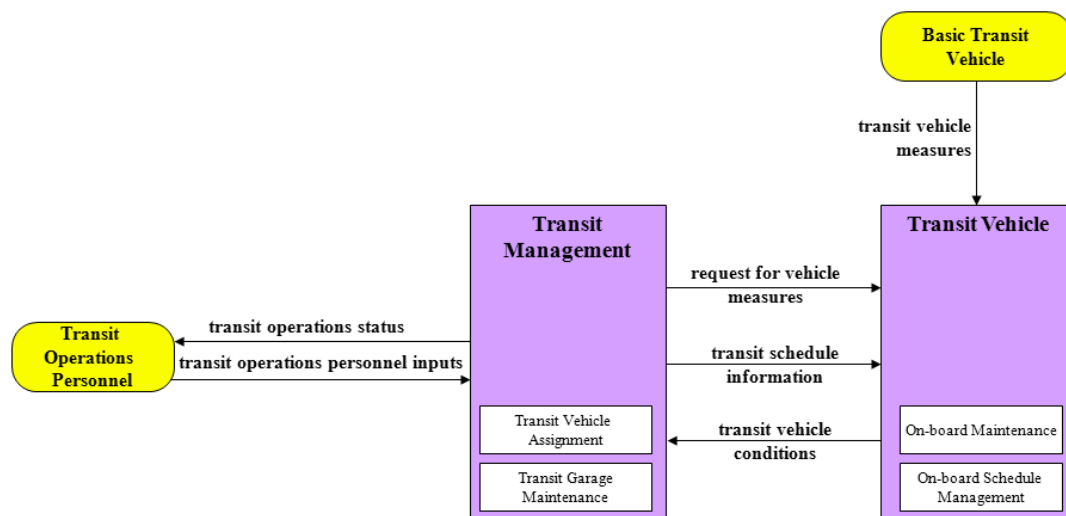 Basic Transit
Vehicle
transit vehicle
measures
Transit
Management
Transit Vehicle
request for vehicle
measures
Transit
Operations
Personnel
transit operations status
transit operations personnel inputs
transit schedule
information
transit vehicle
conditions
Transit Vehicle
Assignment
Transit Garage
Maintenance
On-board Maintenance
On-board Schedule
Management